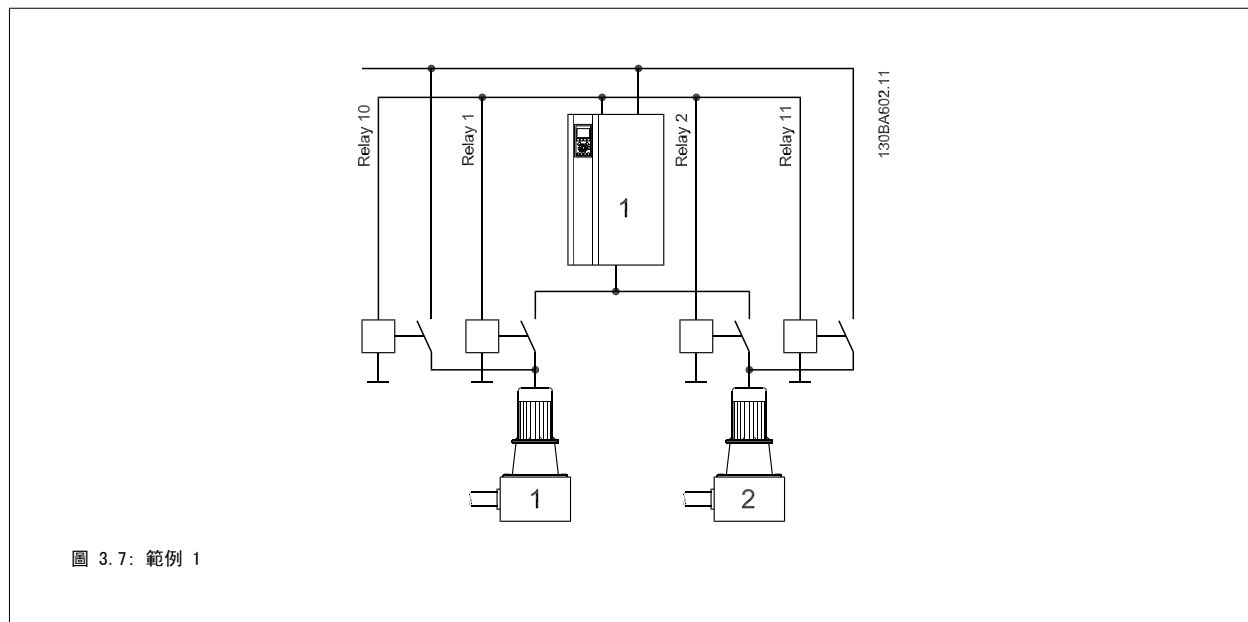 Relay 10
Relay 1
Relay 2
Relay 11
130BA602.11
1
1
2
圖 3.7: 範例 1